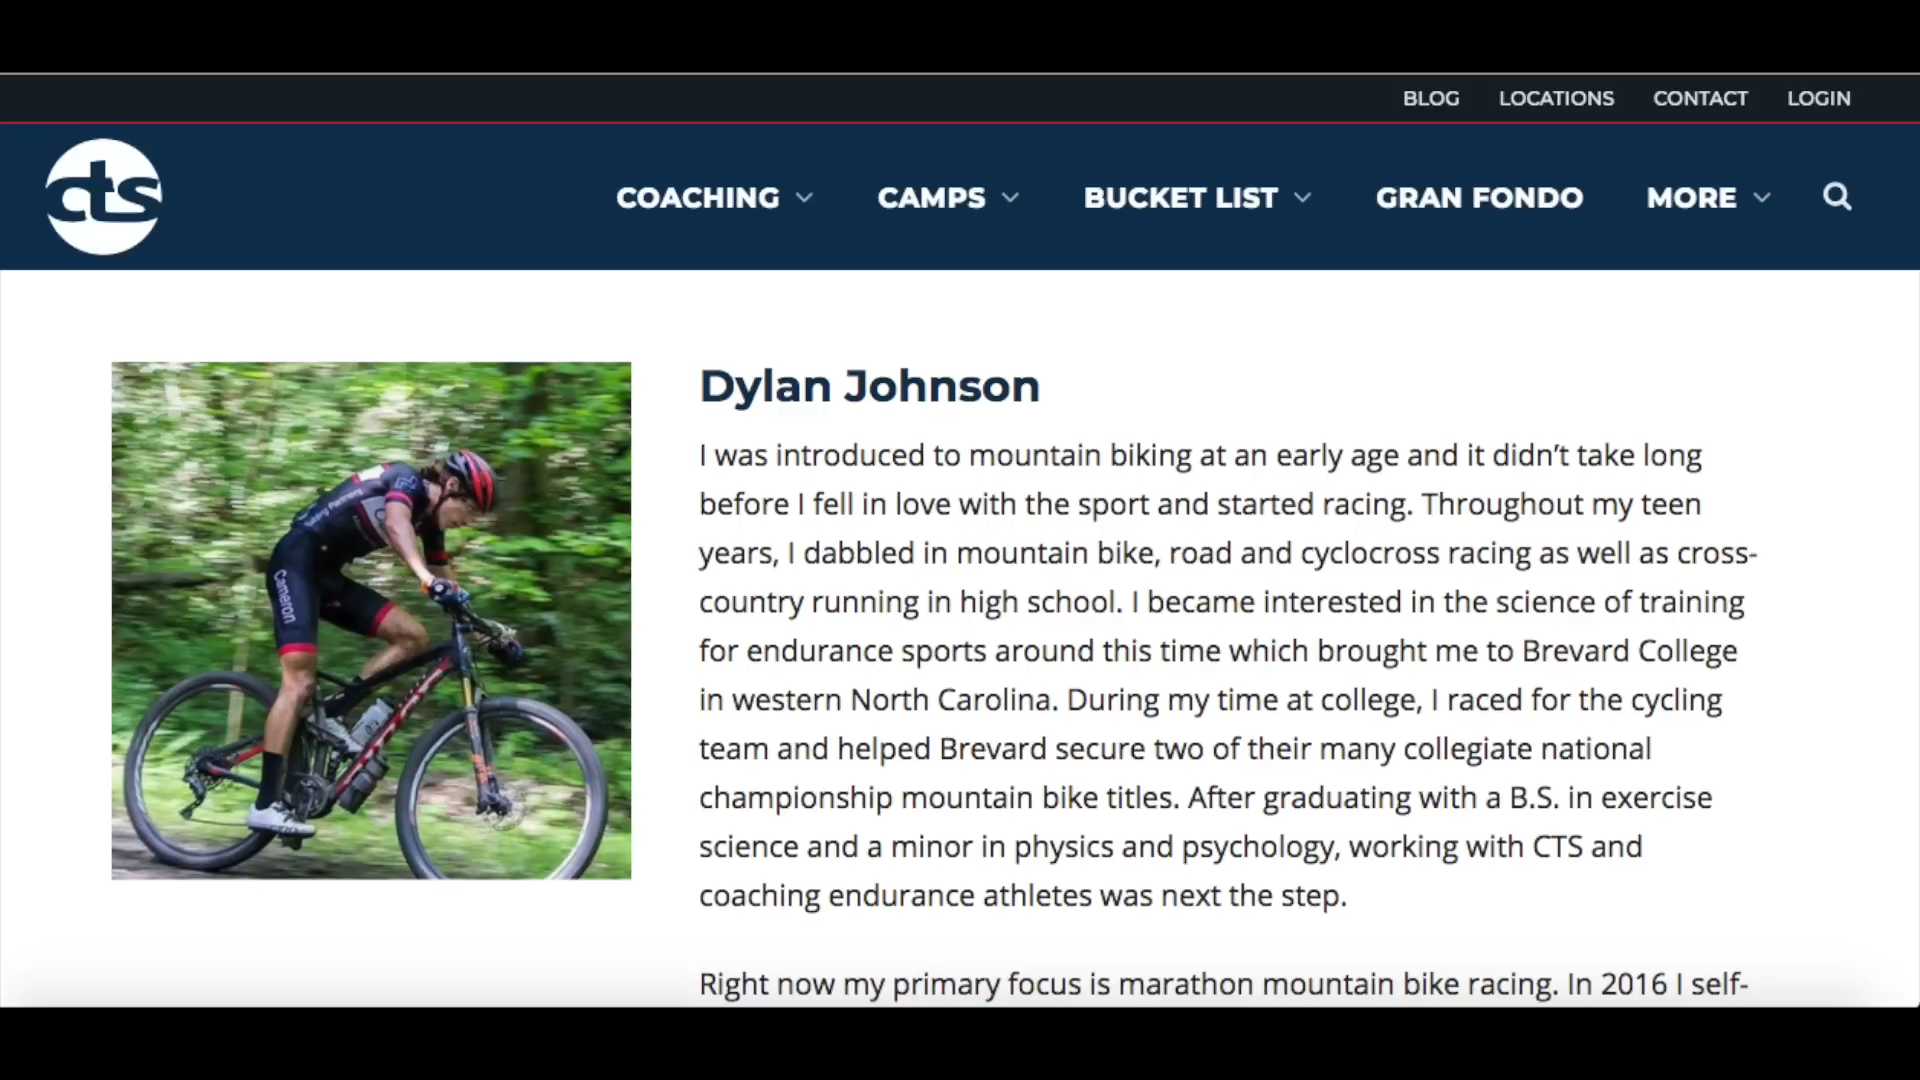 BLOG LOCATIONS CONTACT LOGIN
cts
COACHING CAMPS BUCKET LIST GRAN FONDO MORE
Dylan Johnson
I was introduced to mountain biking at an early age and it didn’t take long
before I fell in love with the sport and started racing. Throughout my teen
years, I dabbled in mountain bike, road and cyclocross racing as well as cross-
country running in high school. I became interested in the science of training
for endurance sports around this time which brought me to Brevard College
in western North Carolina. During my time at college, I raced for the cycling
team and helped Brevard secure two of their many collegiate national
championship mountain bike titles. After graduating with a B.S. in exercise
science and a minor in physics and psychology, working with CTS and
coaching endurance athletes was next the step.
Right now my primary focus is marathon mountain bike racing. In 2016 I self-
Cameron